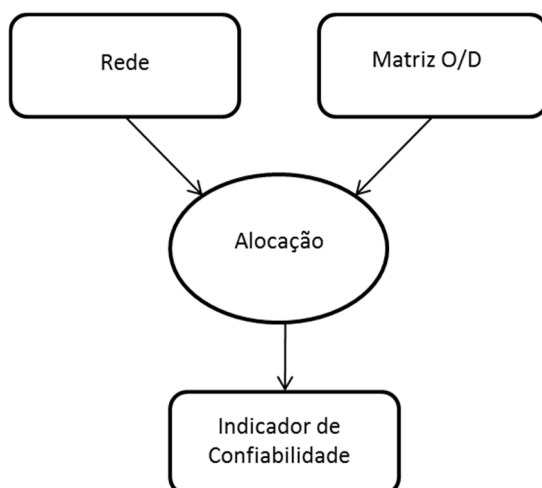 Rede
Matriz O/D
Alocação
Indicador de
Confiabilidade